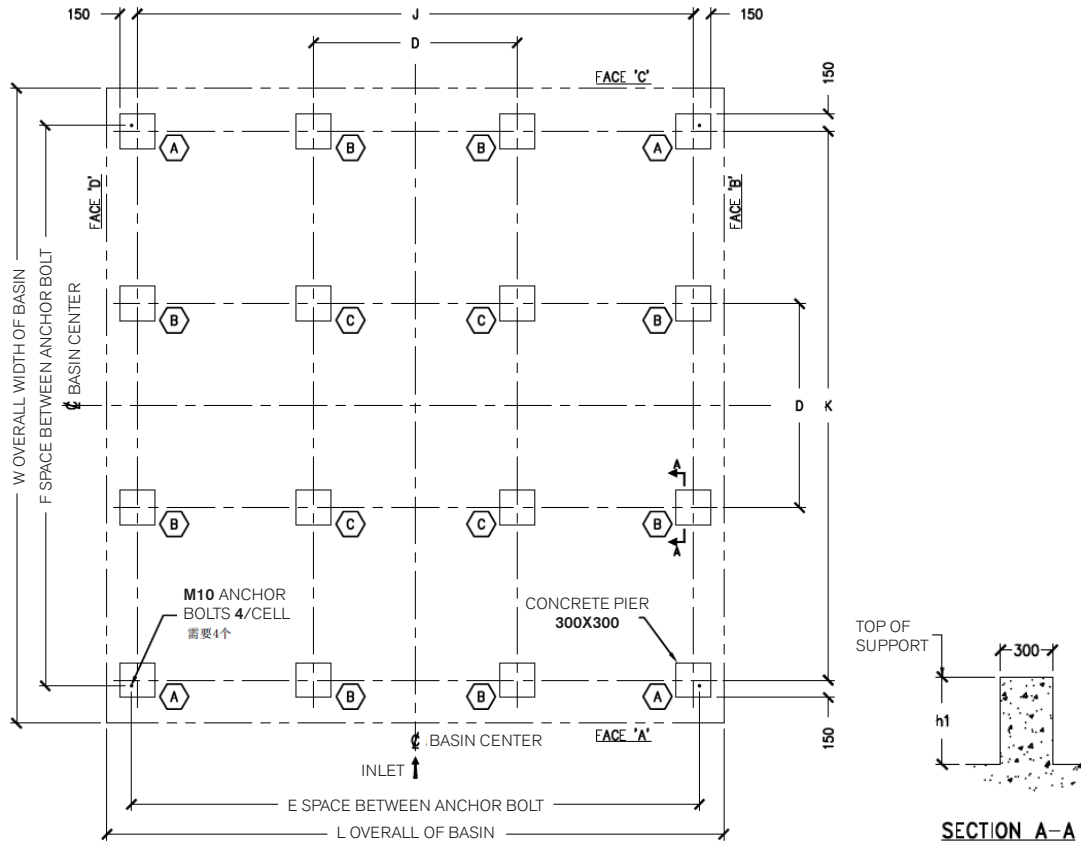 150
J
150
D
FACE 'C'
150
A
B
B
A
FACE 'D'
FACE 'B'
W OVERALL WIDTH OF BASIN
F SPACE BETWEEN ANCHOR BOLT
℄ BASIN CENTER
B
C
C
B
D
K
A
B
C
C
B
A
M10 ANCHOR
BOLTS 4/CELL
需要4个
CONCRETE PIER
300X300
TOP OF
SUPPORT
300
h1
A
B
B
A
150
℄ BASIN CENTER
FACE 'A'
INLET
E SPACE BETWEEN ANCHOR BOLT
L OVERALL OF BASIN
SECTION A-A